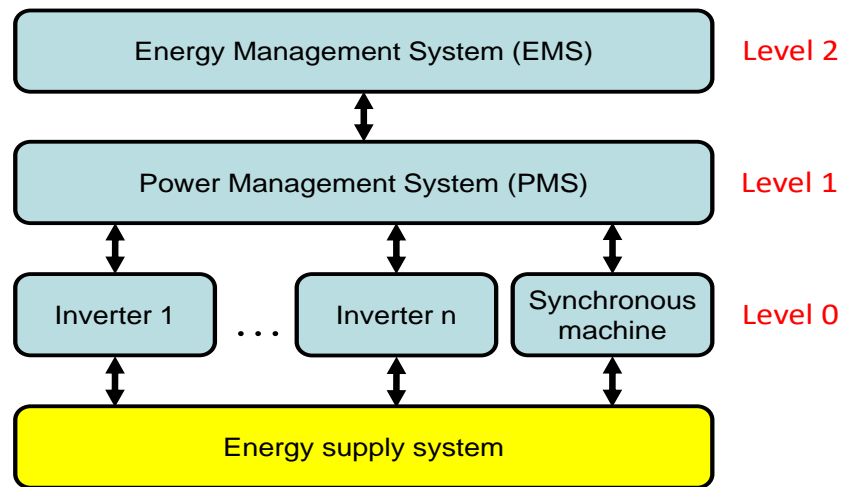 Energy Management System (EMS)
Level 2
Power Management System (PMS)
Level 1
Inverter 1
...
Inverter n
Synchronous
machine
Level 0
Energy supply system